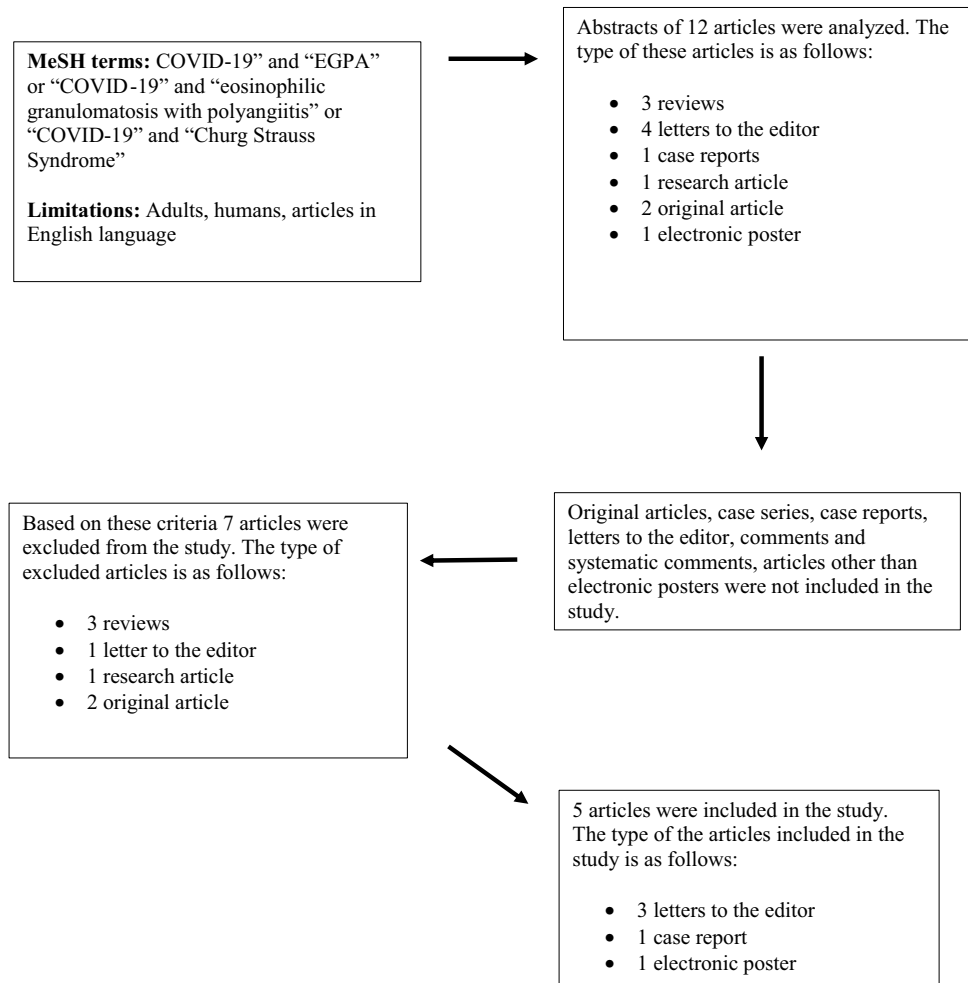 MeSH terms: COVID-19” and “EGPA”
or “COVID-19” and “eosinophilic
granulomatosis with polyangiitis” or
“COVID-19” and “Churg Strauss
Syndrome”
Limitations: Adults, humans, articles in
English language
Abstracts of 12 articles were analyzed. The
type of these articles is as follows:
• 3 reviews
• 4 letters to the editor
• 1 case reports
• 1 research article
• 2 original article
• 1 electronic poster
Original articles, case series, case reports,
letters to the editor, comments and
systematic comments, articles other than
electronic posters were not included in the
study.
Based on these criteria 7 articles were
excluded from the study. The type of
excluded articles is as follows:
• 3 reviews
• 1 letter to the editor
• 1 research article
• 2 original article
5 articles were included in the study.
The type of the articles included in the
study is as follows:
• 3 letters to the editor
• 1 case report
• 1 electronic poster